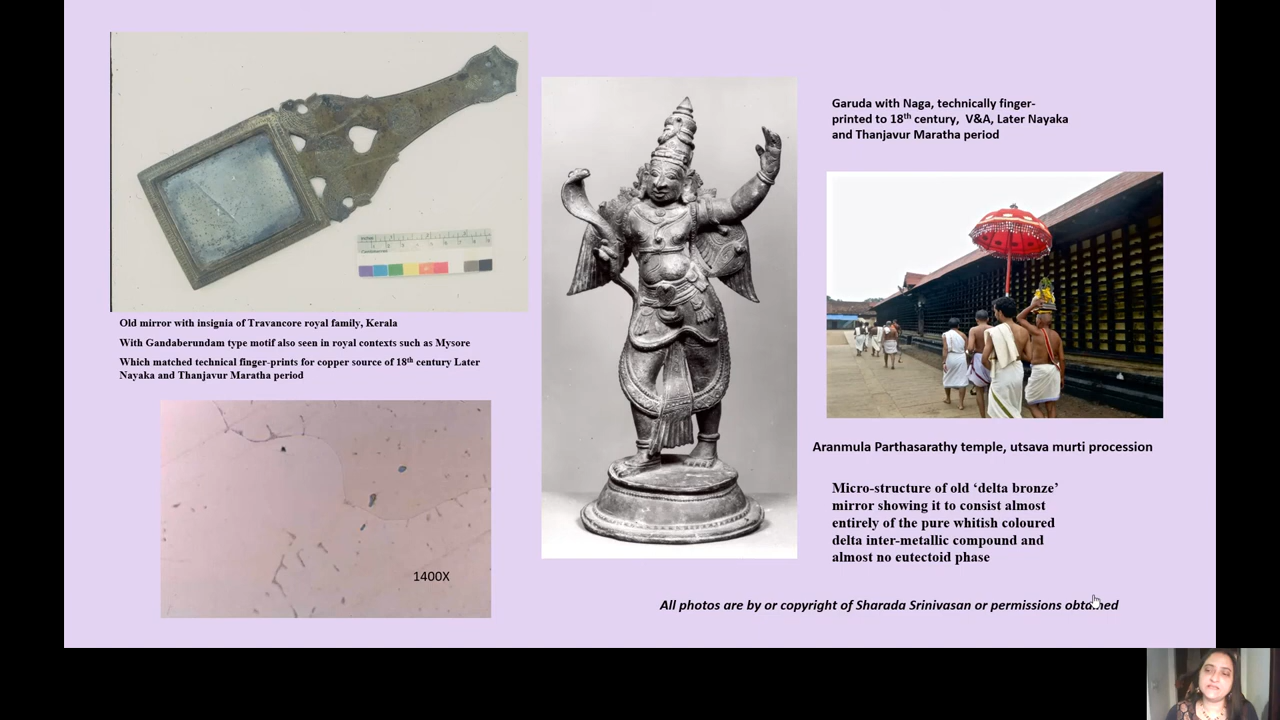 Old mirror with insignia of Travancore royal family, Kerala
With Gandaberundam type motif also seen in royal contexts such as Mysore
Which matched technical finger-prints for copper source of 18th century Later
Nayaka and Thanjavur Maratha period
1400X
Garuda with Naga, technically finger-
printed to 18th century, V&A, Later Nayaka
and Thanjavur Maratha period
Aranmula Parthasarathy temple, utsava murti procession
Micro-structure of old ‘delta bronze’
mirror showing it to consist almost
entirely of the pure whitish coloured
delta inter-metallic compound and
almost no eutectoid phase
All photos are by or copyright of Sharada Srinivasan or permissions obtained